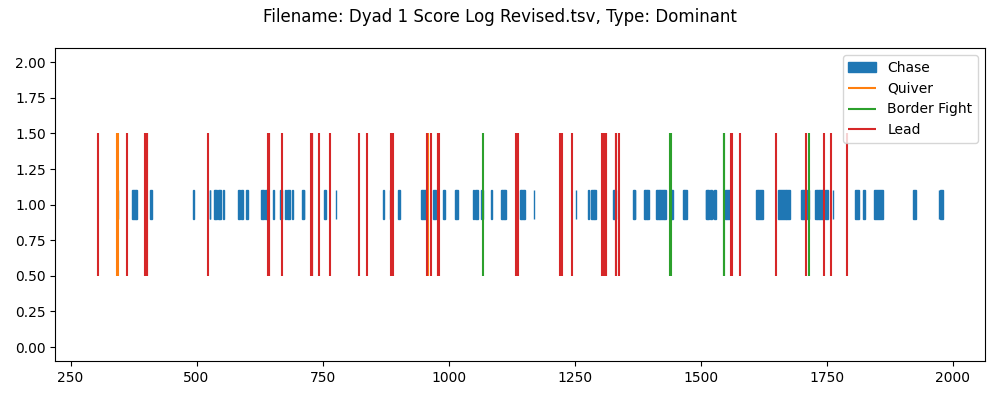 Filename: Dyad 1 Score Log Revised.tsv, Type: Dominant
2.00
1.75
1.50
1.25
1.00
0.75
0.50
0.25
0.00
Chase
Quiver
Border Fight
Lead
250 500 750 1000 1250 1500 1750 2000